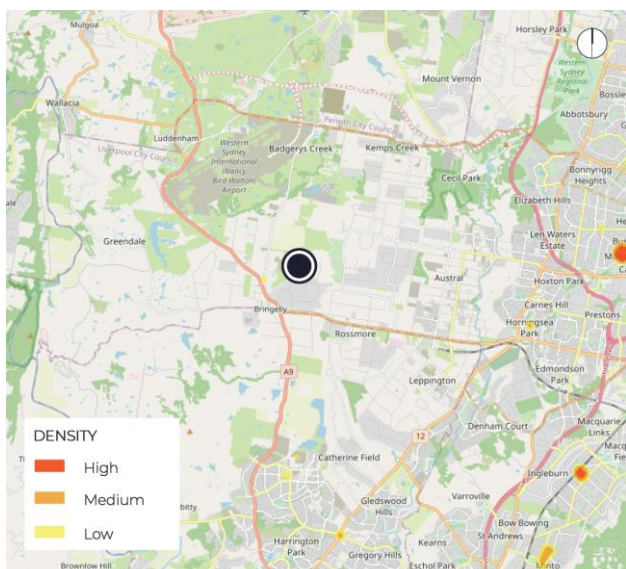 Mulgoa
Horsley Park
Mount Vernon
Western
Sydney
Regional
Park
Wallacia
Bossley
Abbotsbury
Penrith City Council
Luddenham
Liverpool City Council
Western
Sydney
International
(Nancy
Bird Walton)
Airport
Badgerys Creek
Kemps Creek
Cecil Park
Bonnyrigg
Heights
Elizabeth Hills
Greendale
Len Waters
Estate
Austral
Hoxton Park
Carnes Hill
Prestons
Bringelly
Rossmore
Horningsea
Park
Edmondson
Park
A9
Leppington
DENSITY
High
Medium
Low
12
Denham Court
Macquarie
Links
Catherine Field
Ingleburn
Varroville
Gledswood
Hills
Bow Bowing
Harrington
Park
Gregory Hills
Kearns
St Andrews
Eschol Park
Minto
Brownlow Hill